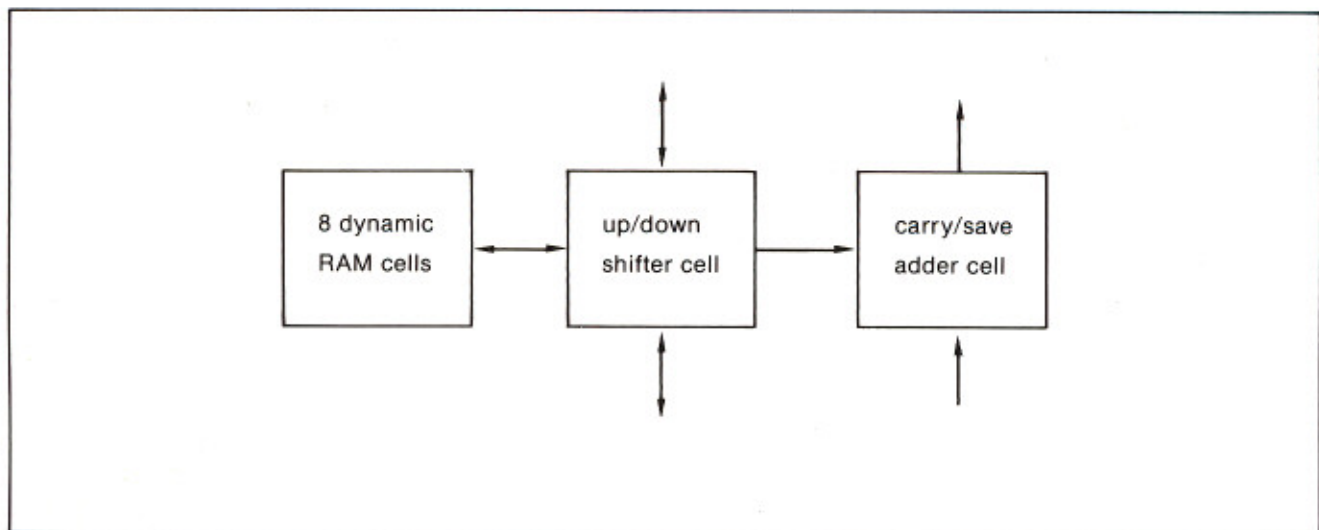 8 dynamic
RAM cells
up/down
shifter cell
carry/save
adder cell